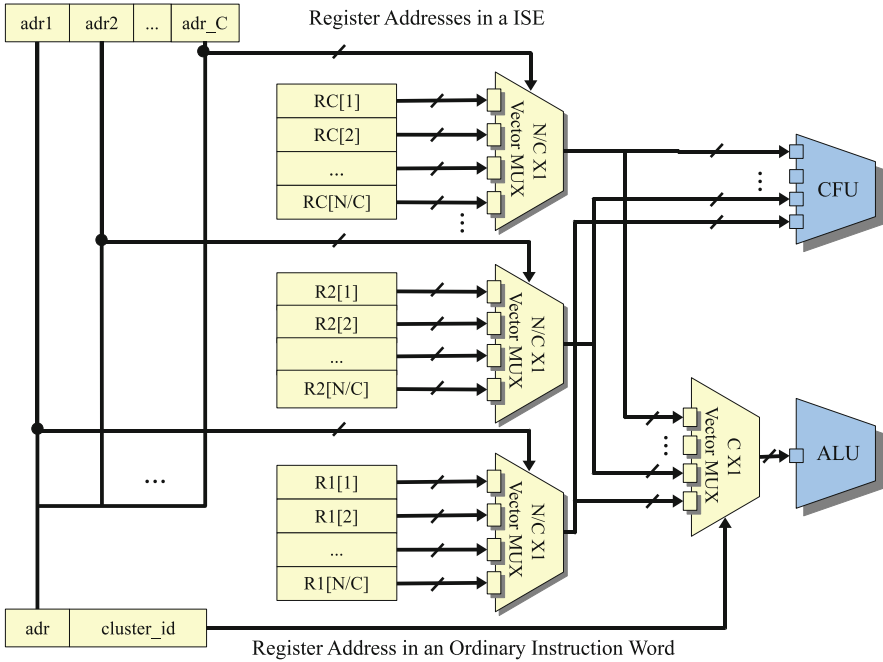 adr1 adr2 ... adr_C
Register Addresses in a ISE
RC[1]
RC[2]
...
RC[N/C]
N/C X1
Vector MUX
...
CFU
...
R2[1]
R2[2]
...
R2[N/C]
N/C X1
Vector MUX
R1[1]
R1[2]
...
R1[N/C]
N/C X1
Vector MUX
...
C X1
Vector MUX
...
ALU
adr cluster_id
Register Address in an Ordinary Instruction Word